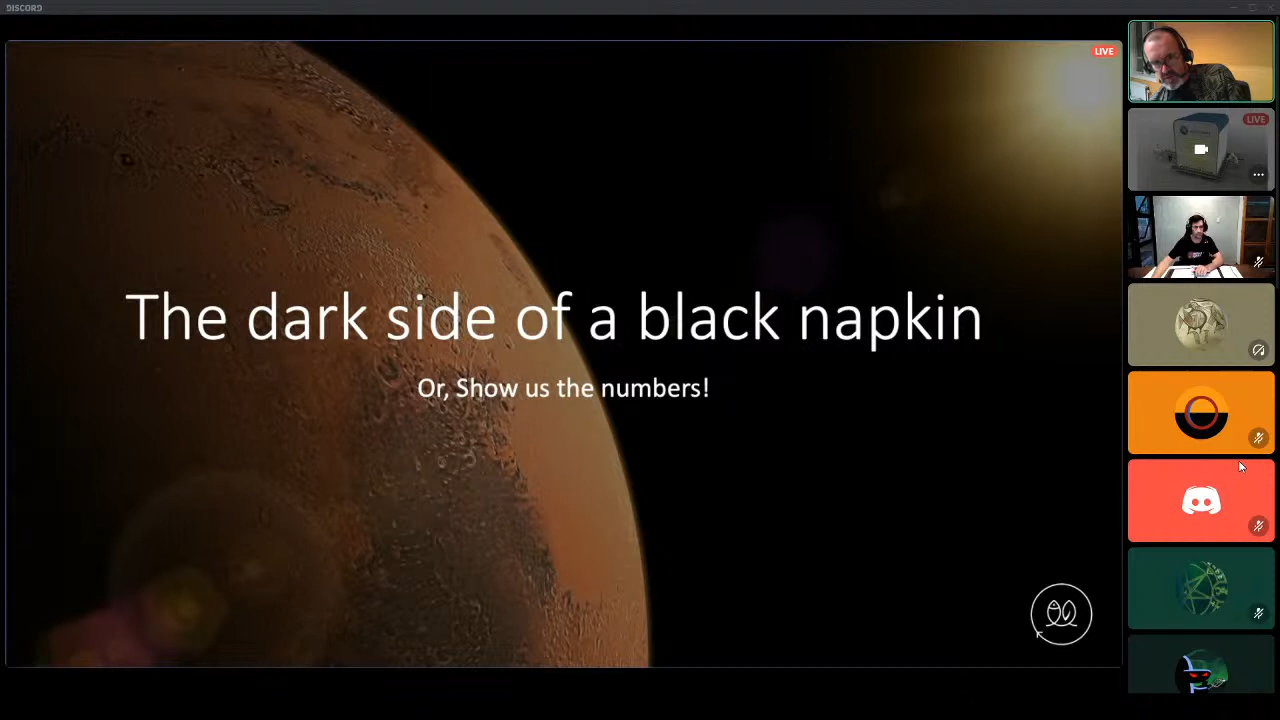 DISCORD
LIVE
LIVE
The dark side of a black napkin
Or, Show us the numbers!